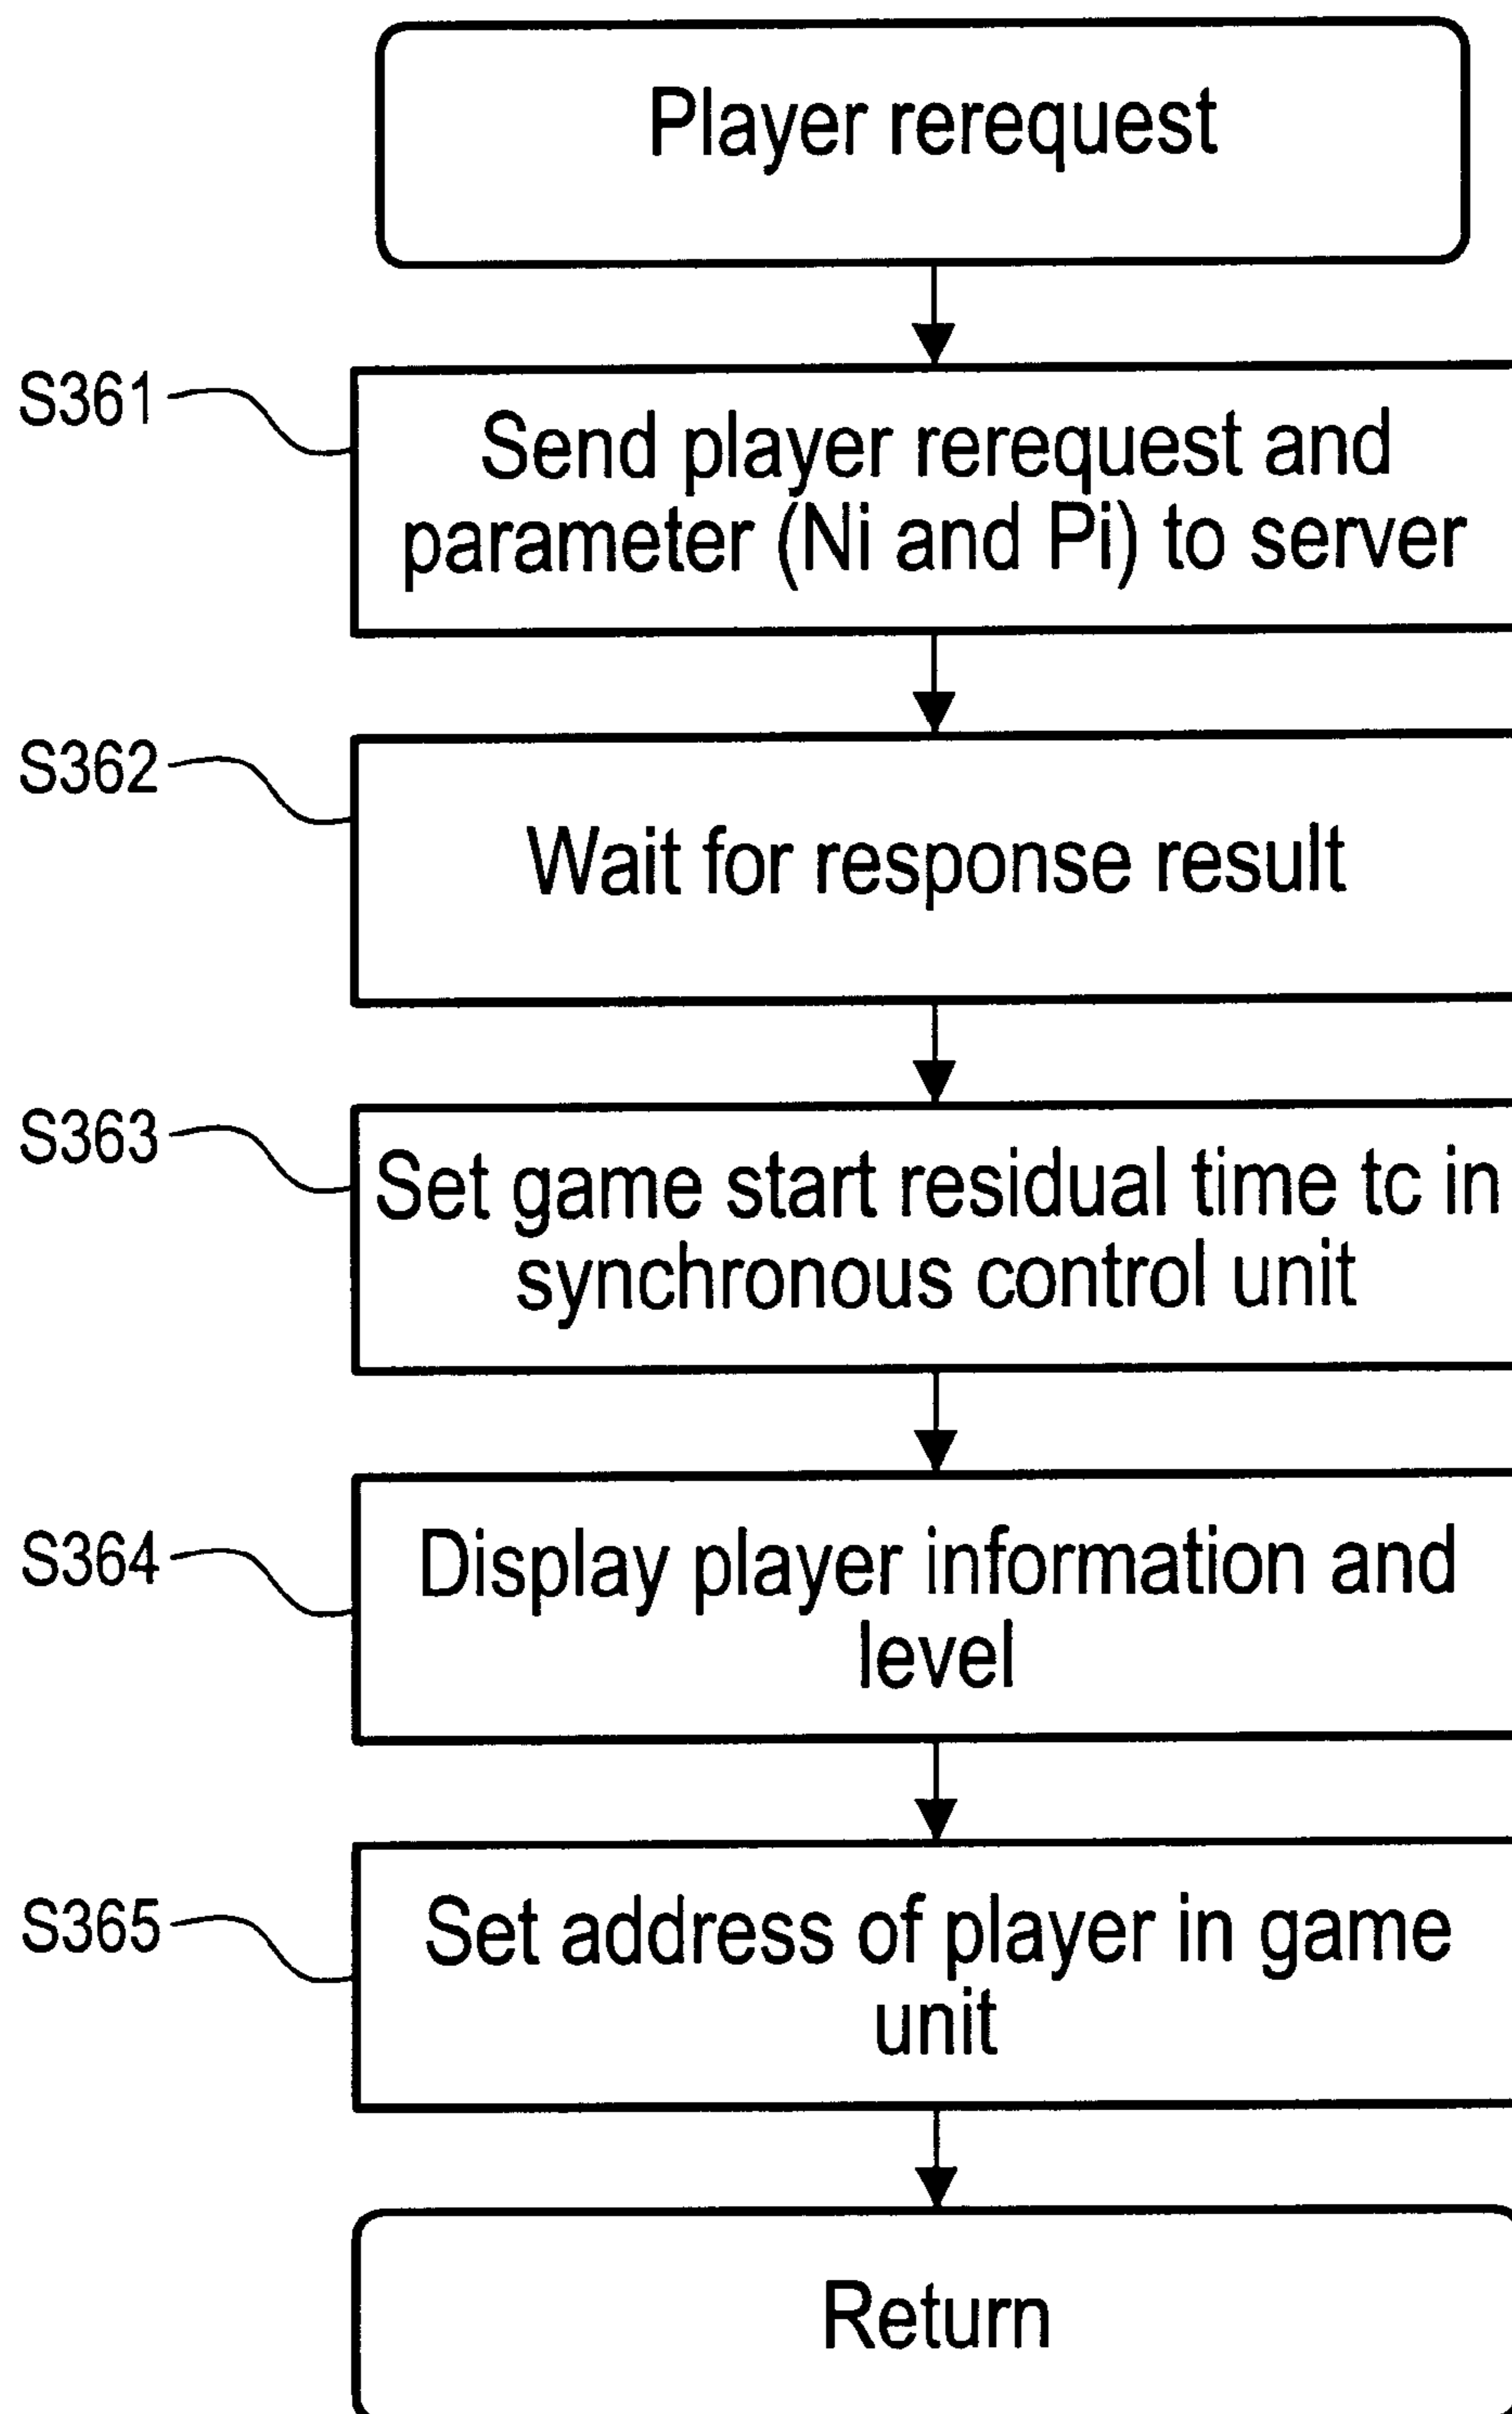 Player rerequest
S361
Send player rerequest and
parameter (Ni and Pi) to server
S362
Wait for response result
S363
Set game start residual time tc in
synchronous control unit
S364
Display player information and
level
S365
Set address of player in game
unit
Return